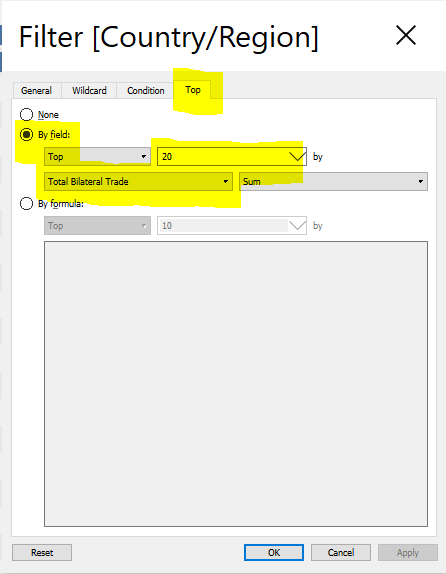 Filter [Country/Region]
General Wildcard Condition Top
None
By field:
Top 20 by
Total Bilateral Trade Sum
By formula:
Top 10 by
Reset OK Cancel Apply